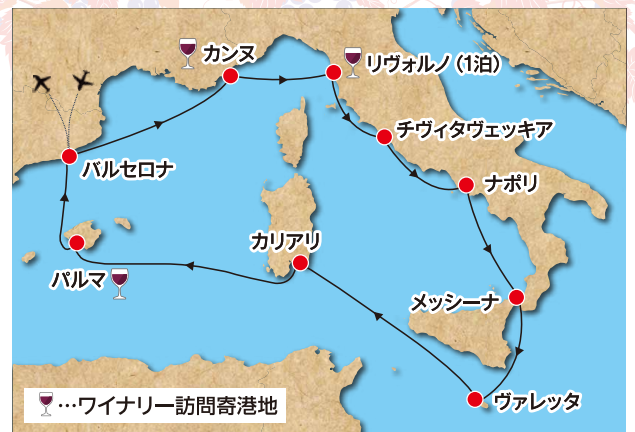 カンヌ
リヴォルノ（1泊）
チヴィタヴェッキア
バルセロナ
ナポリ
カリアリ
パルマ
メッシーナ
ヴァレッタ
…ワイナリー訪問寄港地